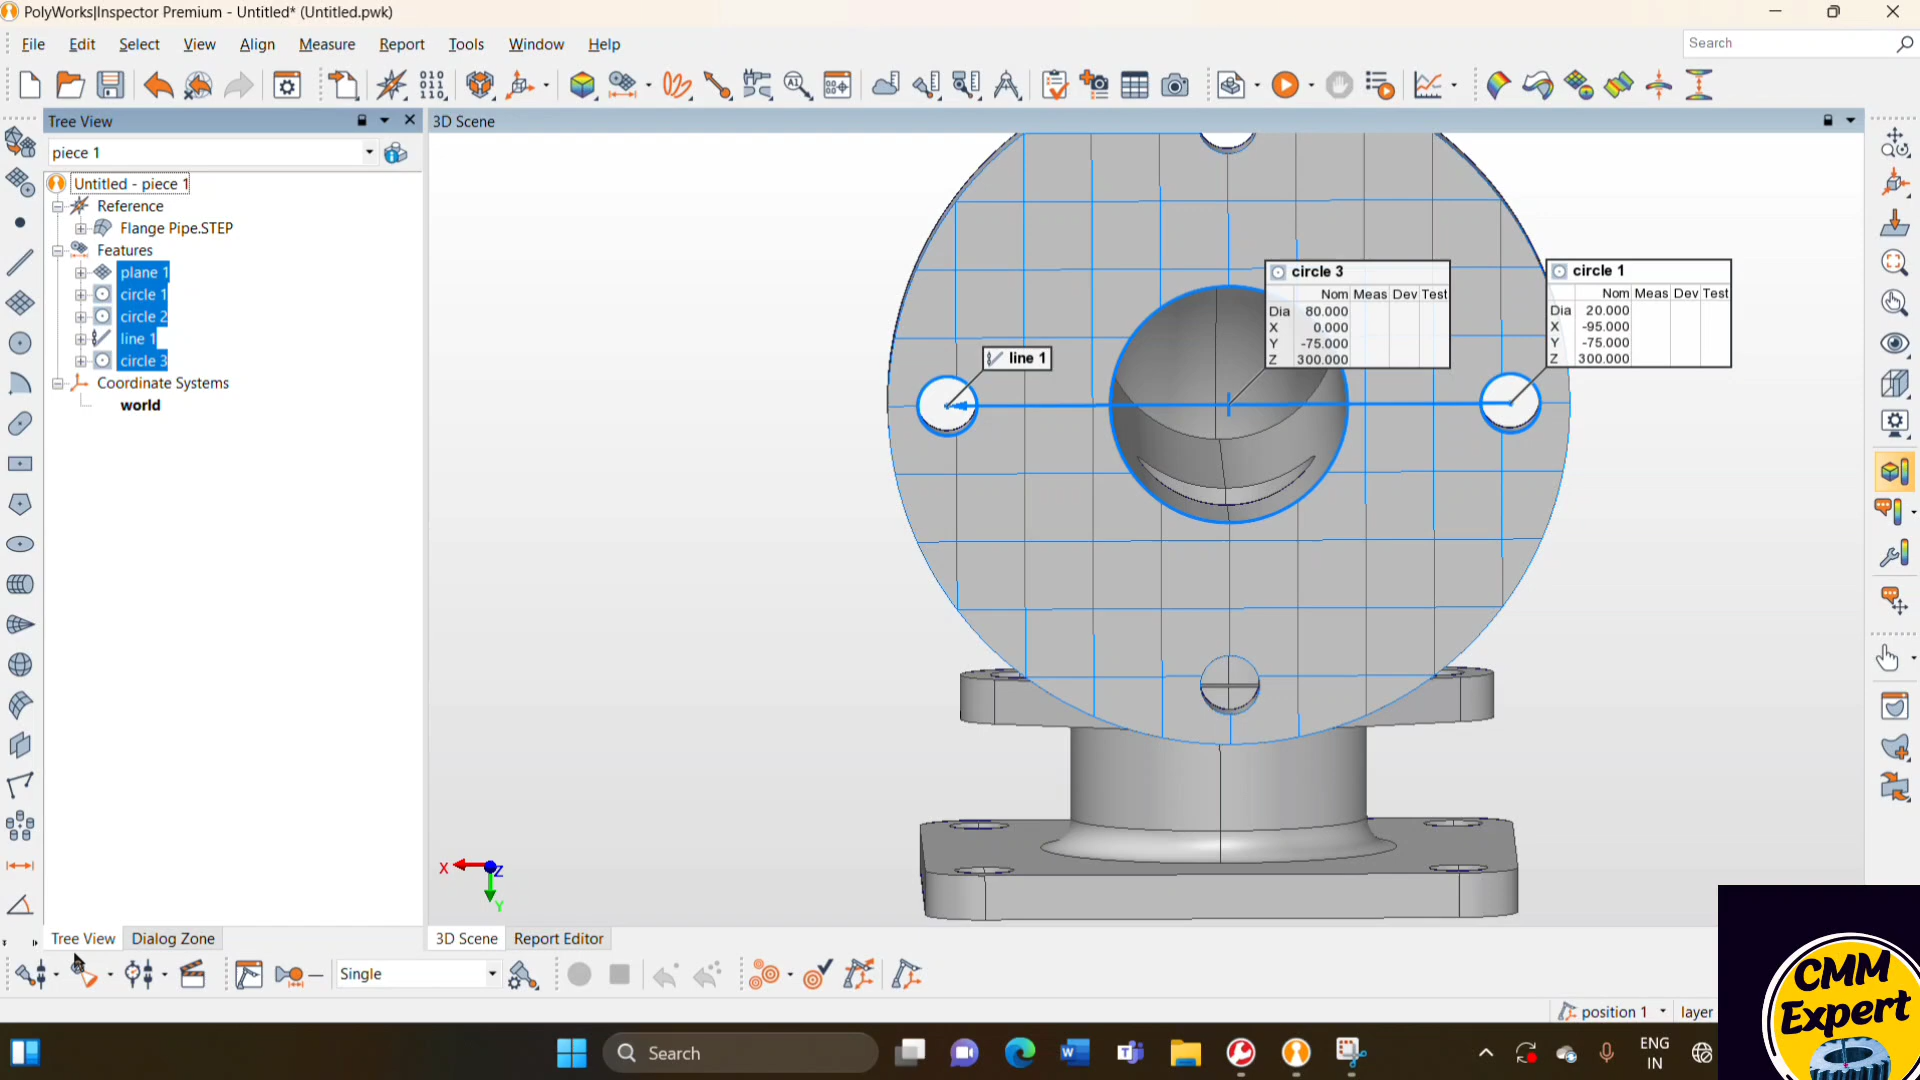 PolyWorks|Inspector Premium - Untitled* (Untitled.pwk)
File Edit Select View Align Measure Report Tools Window Help
Search
010
110
Tree View
3D Scene
piece 1
Untitled - piece 1
Reference
Flange Pipe.STEP
Features
plane 1
circle 1
circle 2
line 1
circle 3
Coordinate Systems
world
line 1
circle 3
Nom Meas Dev Test
Dia 80.000
X 0.000
Y -75.000
Z 300.000
circle 1
Nom Meas Dev Test
Dia 20.000
X -95.000
Y -75.000
Z 300.000
X
Z
Y
Tree View Dialog Zone
3D Scene Report Editor
Single
position 1
layer
Search
ENG
IN
CMM
Expert